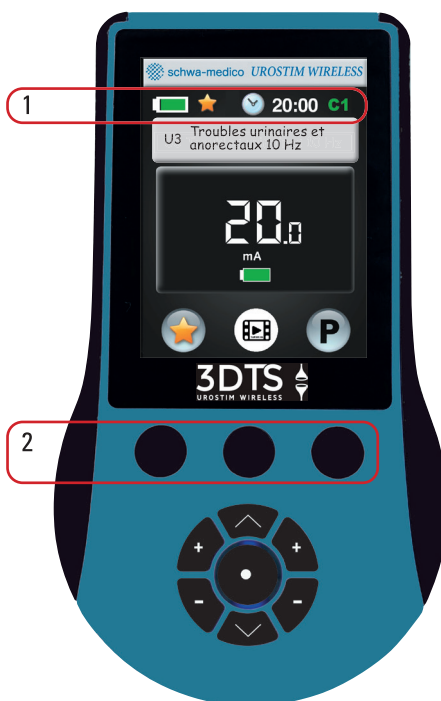 schwa-medico UROSTIM WIRELESS
1
20:00 C1
U3 Troubles urinaires et
anorectaux 10 Hz
20.0
mA
P
3DTS
UROSTIM WIRELESS
2
+ +
- -